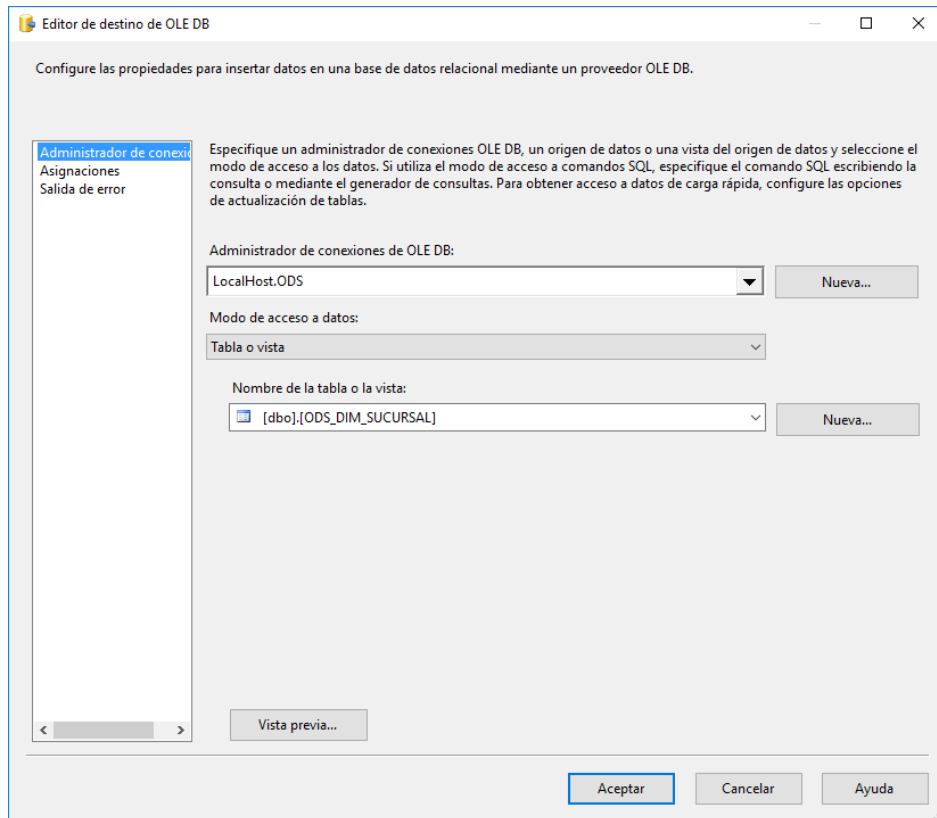 Editor de destino de OLE DB
Configure las propiedades para insertar datos en una base de datos relacional mediante un proveedor OLE DB.
Administrador de conexio
Asignaciones
Salida de error
Especifique un administrador de conexiones OLE DB, un origen de datos o una vista del origen de datos y seleccione el
modo de acceso a los datos. Si utiliza el modo de acceso a comandos SQL, especifique el comando SQL escribiendo la
consulta o mediante el generador de consultas. Para obtener acceso a datos de carga rápida, configure las opciones
de actualización de tablas.
Administrador de conexiones de OLE DB:
LocalHost.ODS
Nueva...
Modo de acceso a datos:
Tabla o vista
Nombre de la tabla o la vista:
[dbo].[ODS_DIM_SUCURSAL]
Nueva...
Vista previa...
Aceptar
Cancelar
Ayuda